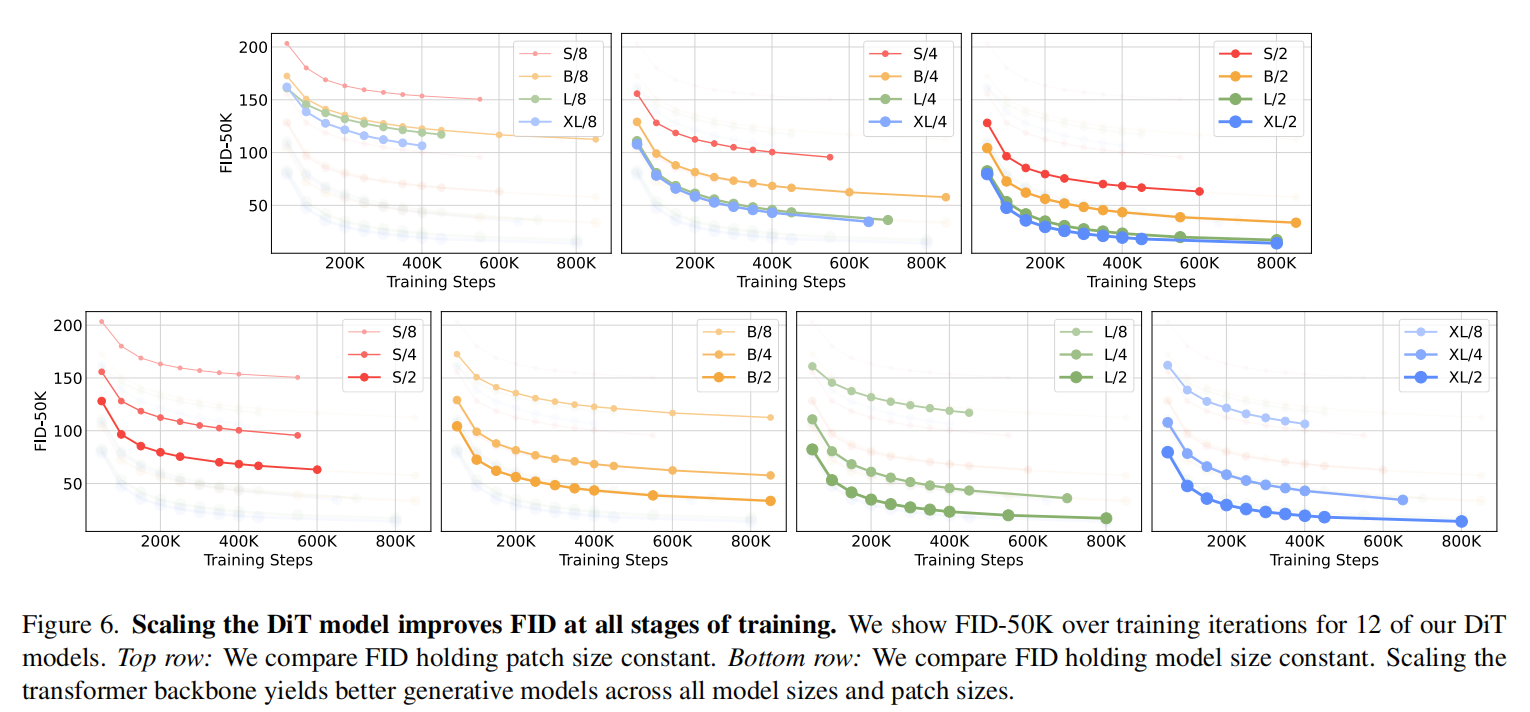 200
150
100
50
FID-50K
S/8
B/8
L/8
XL/8
200K 400K 600K 800K
Training Steps
S/4
B/4
L/4
XL/4
200K 400K 600K 800K
Training Steps
S/2
B/2
L/2
XL/2
200K 400K 600K 800K
Training Steps
200
150
100
50
FID-50K
S/8
S/4
S/2
200K 400K 600K 800K
Training Steps
B/8
B/4
B/2
200K 400K 600K 800K
Training Steps
L/8
L/4
L/2
200K 400K 600K 800K
Training Steps
XL/8
XL/4
XL/2
200K 400K 600K 800K
Training Steps
Figure 6. Scaling the DiT model improves FID at all stages of training. We show FID-50K over training iterations for 12 of our DiT
models. Top row: We compare FID holding patch size constant. Bottom row: We compare FID holding model size constant. Scaling the
transformer backbone yields better generative models across all model sizes and patch sizes.